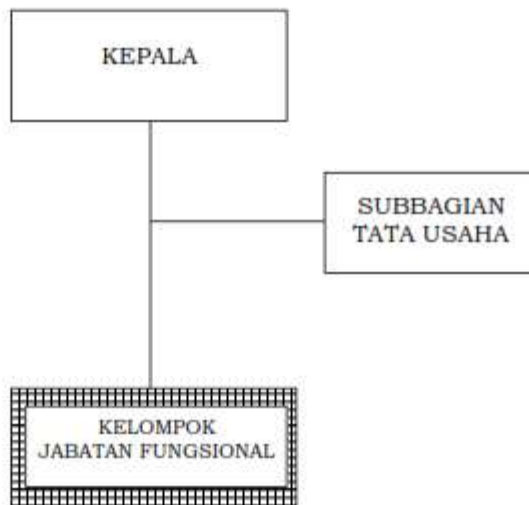 KEPALA
SUBBAGIAN
TATA USAHA
KELOMPOK
JABATAN FUNGSIONAL